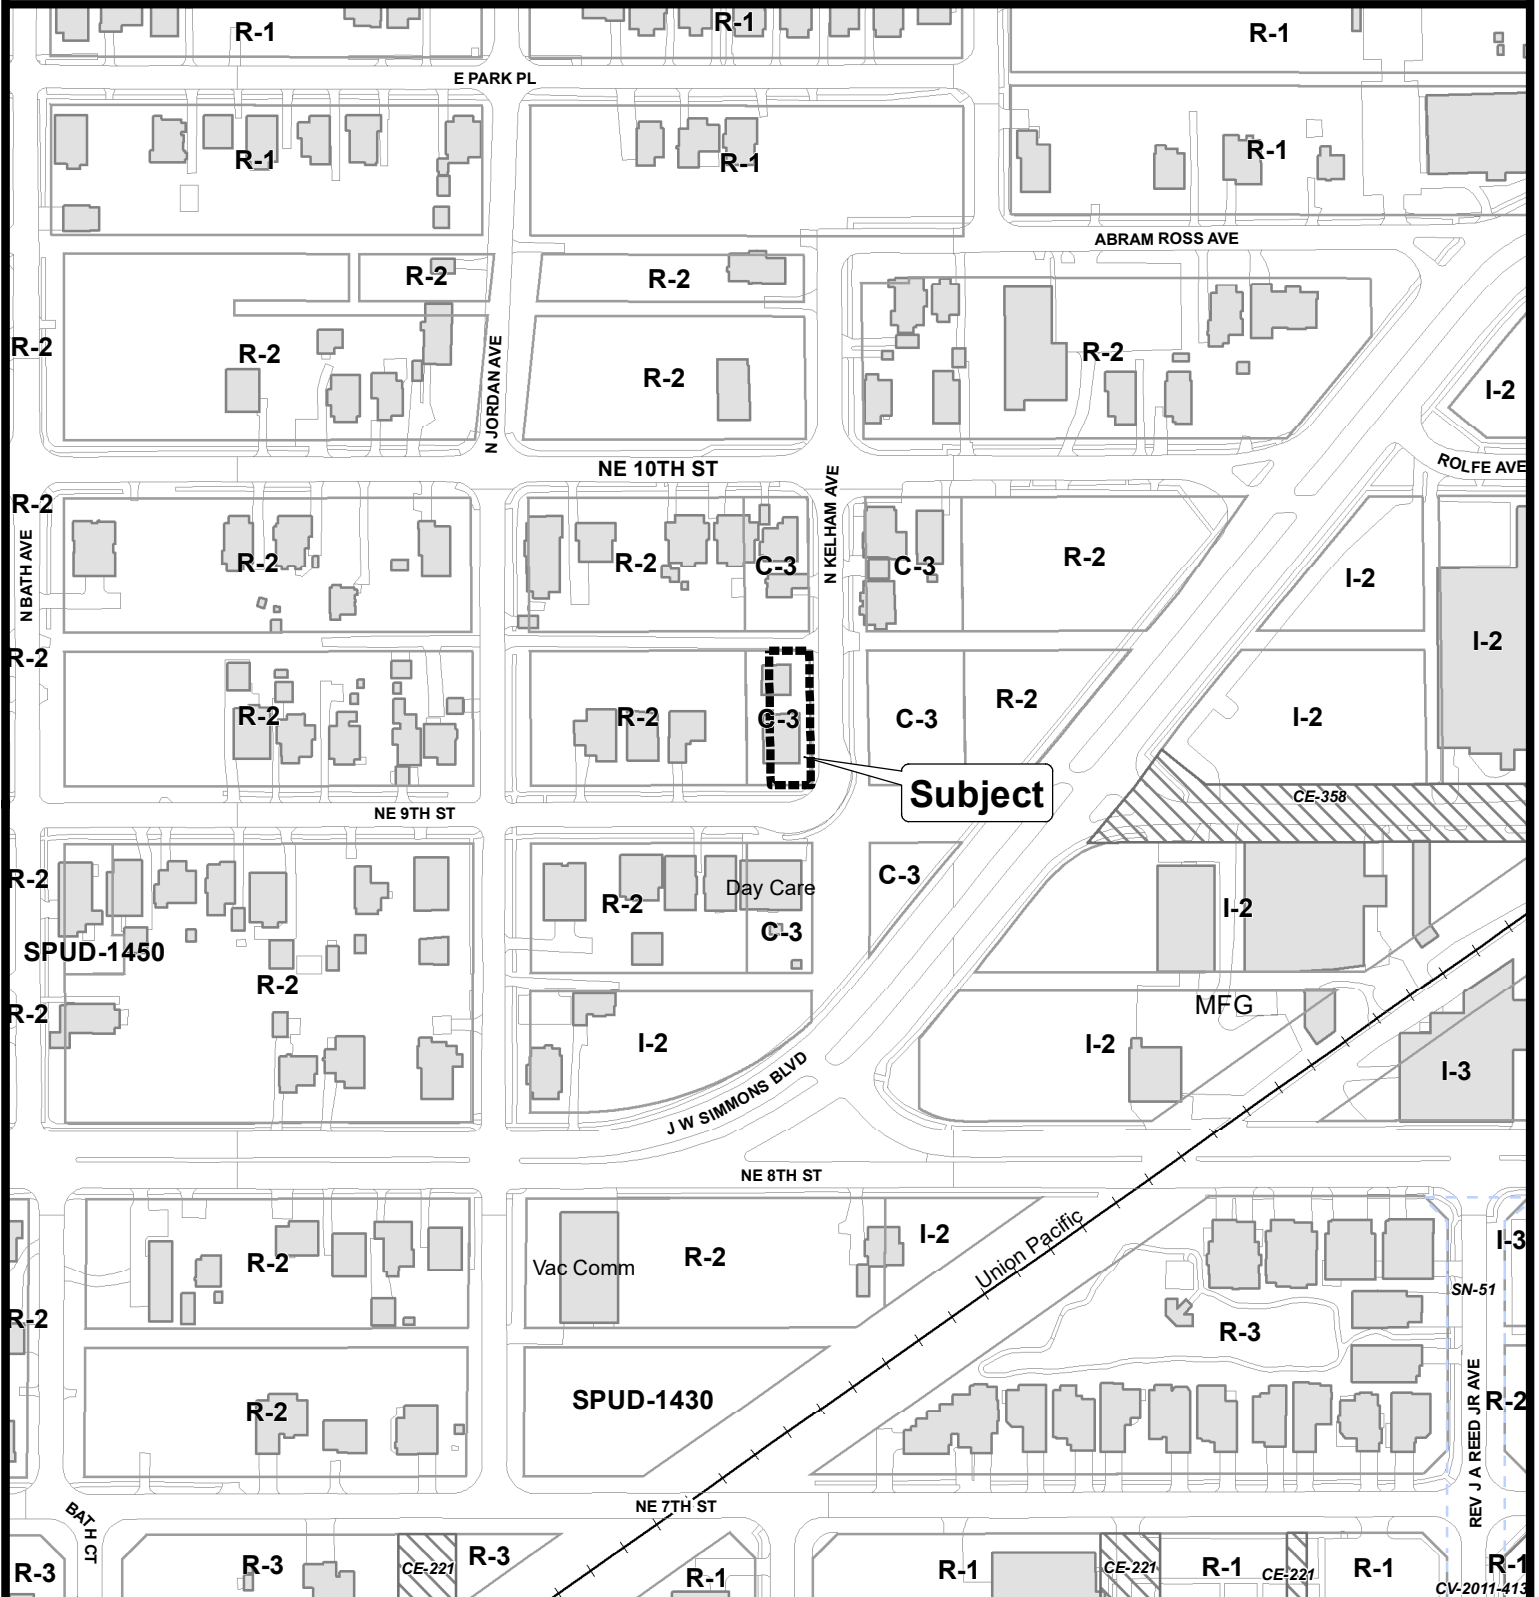 R-1
R-1
R-1
E PARK PL
R-1
R-1
R-1
ABRAM ROSS AVE
R-2
R-2
R-2
R-2
R-2
R-2
I-2
N JORDAN AVE
NE 10TH ST
ROLFE AVE
R-2
N KELHAM AVE
N BATH AVE
R-2
R-2
C-3
C-3
R-2
I-2
I-2
R-2
R-2
R-2
C-3
C-3
R-2
I-2
Subject
CE-358
NE 9TH ST
R-2
Day Care
C-3
R-2
I-2
C-3
SPUD-1450
R-2
R-2
MFG
I-2
I-2
I-3
J W SIMMONS BLVD
NE 8TH ST
R-2
Vac Comm
R-2
I-2
Union Pacific
I-3
SN-51
R-2
R-3
R-2
SPUD-1430
R-2
REV J A REED JR AVE
NE 7TH ST
BATH CT
R-3
R-3
CE-221
R-3
R-1
R-1
CE-221
R-1
CE-221
R-1
R-1
CV-2011-413